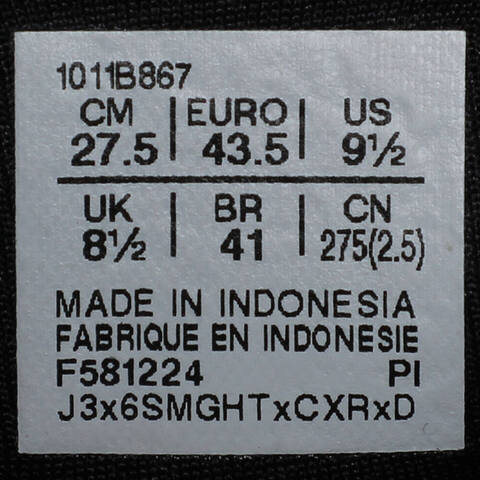 1011B867
CM | EURO | US
27.5 | 43.5 | 9½
UK | BR | CN
8½ | 41 | 275(2.5)
MADE IN INDONESIA
FABRIQUE EN INDONESIE
F581224 PI
J3x6SMGHTxCXRxD